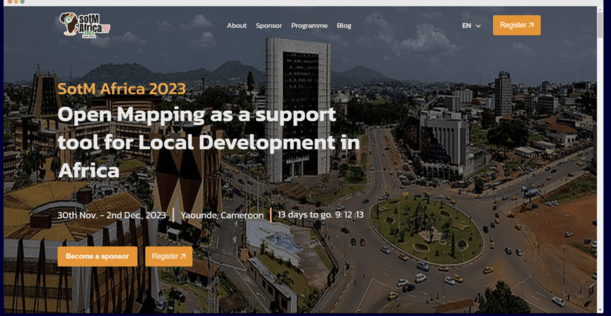 SotM
Africa
About Sponsor Programme Blog
EN
Register
SotM Africa 2023
Open Mapping as a support
tool for Local Development in
Africa
30th Nov. - 2nd Dec., 2023 | Yaounde, Cameroon | 13 days to go. 9: 12 :13
Become a sponsor
Register